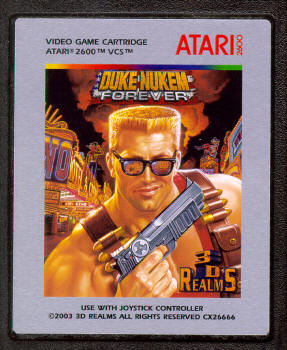 VIDEO GAME CARTRIDGE
ATARI® 2600™ VCS™
ATARI®
2600
DUKE NUKEM
FOREVER
3D
REALMS
USE WITH JOYSTICK CONTROLLER
©2003 3D REALMS ALL RIGHTS RESERVED CX26666